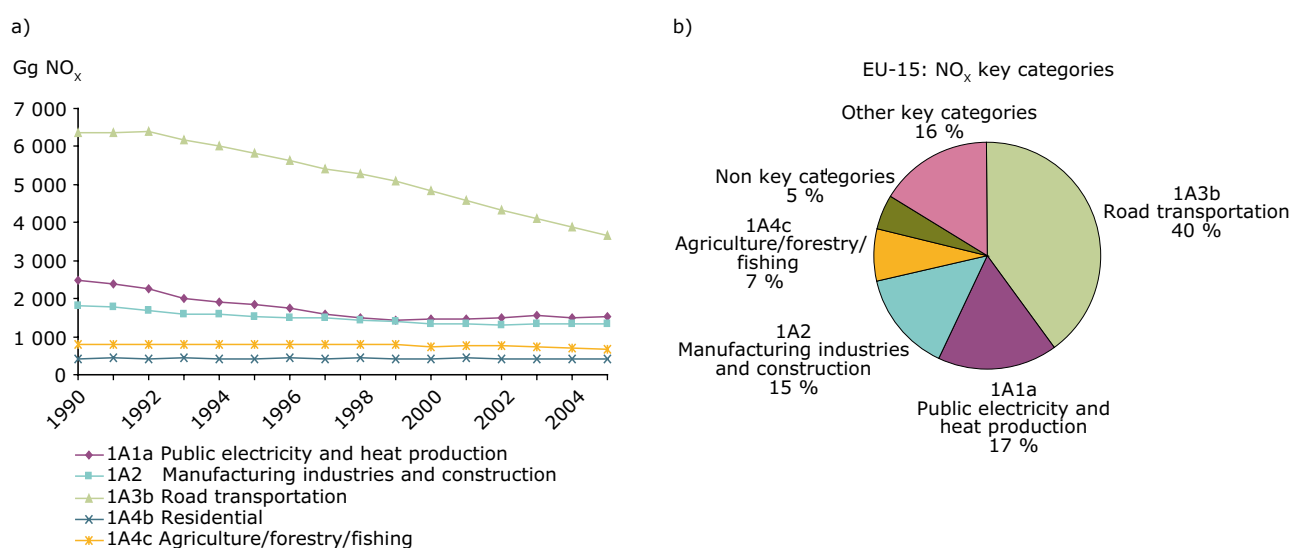 a)
Gg NOx
7 000
6 000
5 000
4 000
3 000
2 000
1 000
0
1990
1992
1994
1996
1998
2000
2002
2004
1A1a Public electricity and heat production
1A2 Manufacturing industries and construction
1A3b Road transportation
1A4b Residential
1A4c Agriculture/forestry/fishing
b)
EU-15: NOx key categories
Other key categories
16 %
Non key categories
5 %
1A4c
Agriculture/forestry/
fishing
7 %
1A2
Manufacturing industries
and construction
15 %
1A3b
Road transportation
40 %
1A1a
Public electricity and
heat production
17 %